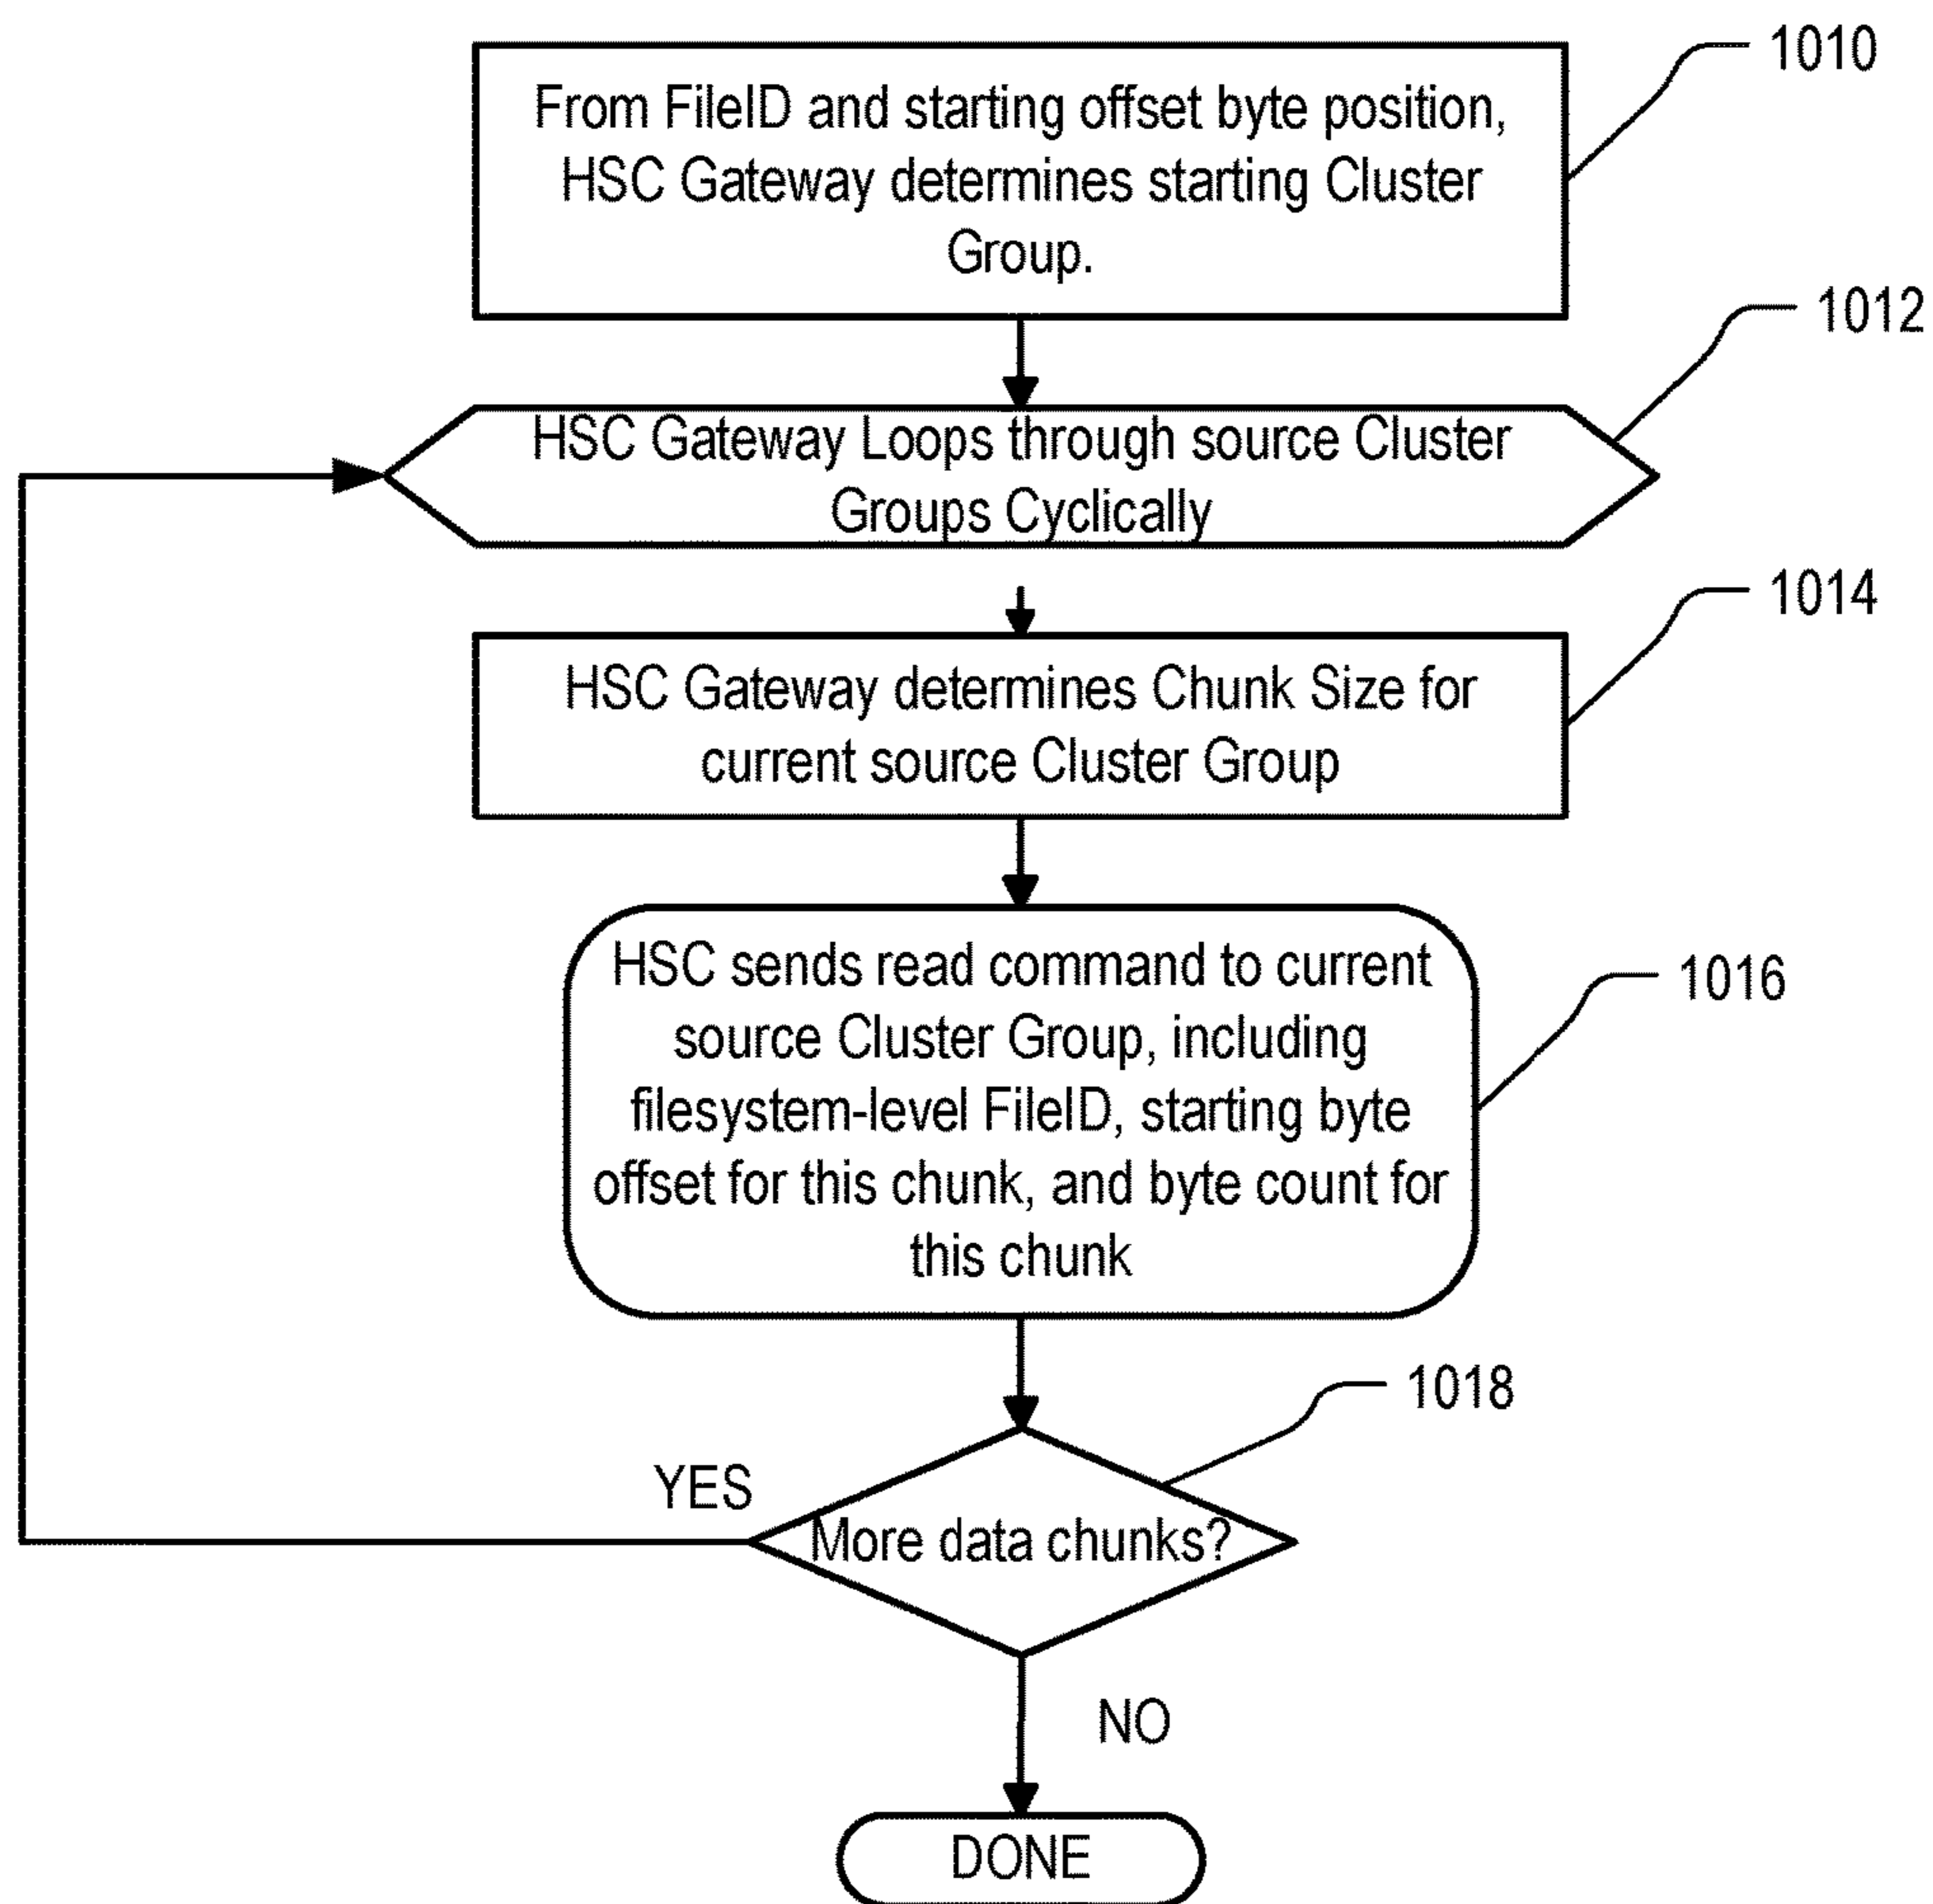 1010
From FileID and starting offset byte position,
HSC Gateway determines starting Cluster
Group.
1012
HSC Gateway Loops through source Cluster
Groups Cyclically
1014
HSC Gateway determines Chunk Size for
current source Cluster Group
1016
HSC sends read command to current
source Cluster Group, including
filesystem-level FileID, starting byte
offset for this chunk, and byte count for
this chunk
1018
YES
More data chunks?
NO
DONE